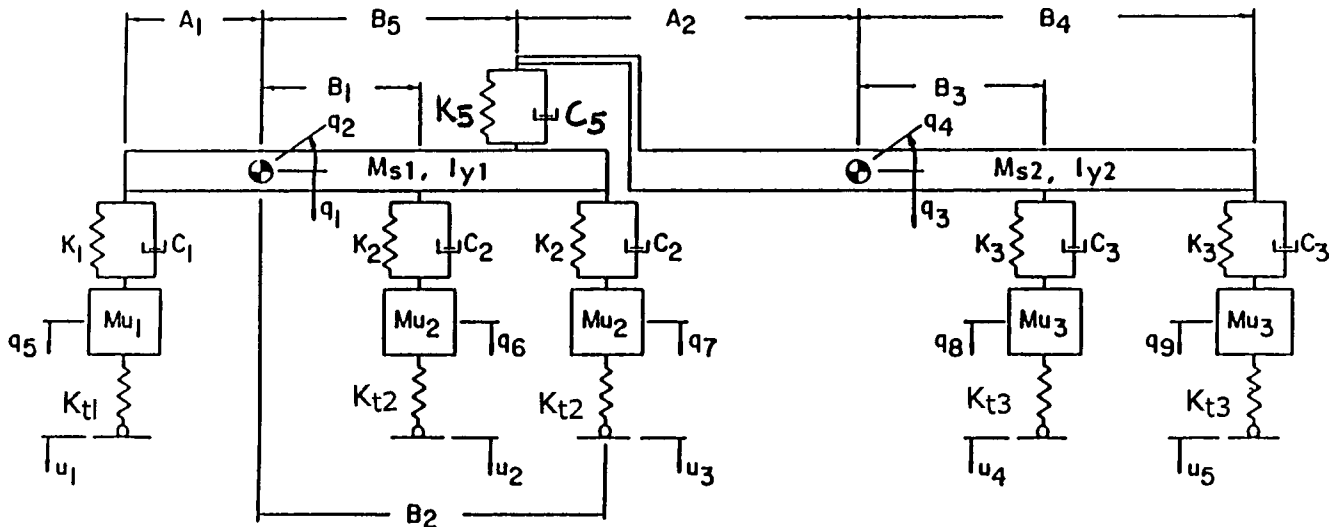 A1 B5 A2 B4
B1 B3
K5 C5
q2 q4
Ms1, Iy1 Ms2, Iy2
q1 q3
K1 C1 K2 C2 K2 C2 K3 C3 K3 C3
Mu1 Mu2 Mu2 Mu3 Mu3
q5 q6 q7 q8 q9
Kt1 Kt2 Kt2 Kt3 Kt3
u1 u2 u3 u4 u5
B2